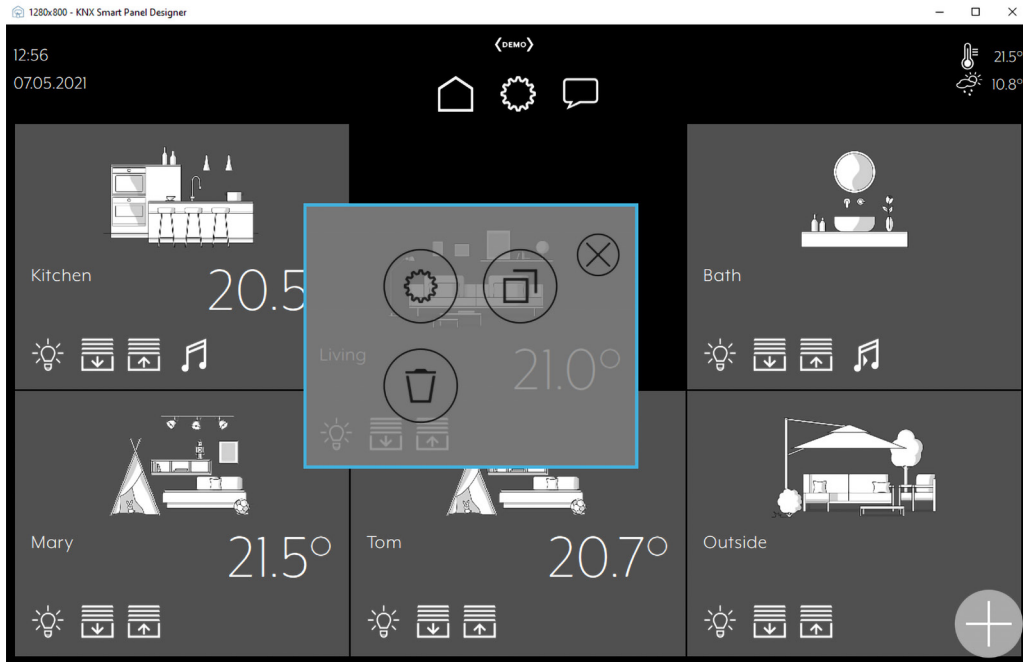 1280x800 - KNX Smart Panel Designer
12:56
07.05.2021
DEMO
21.5°
10.8°
Kitchen
20.5
Living
21.0°
Bath
Mary
21.5°
Tom
20.7°
Outside